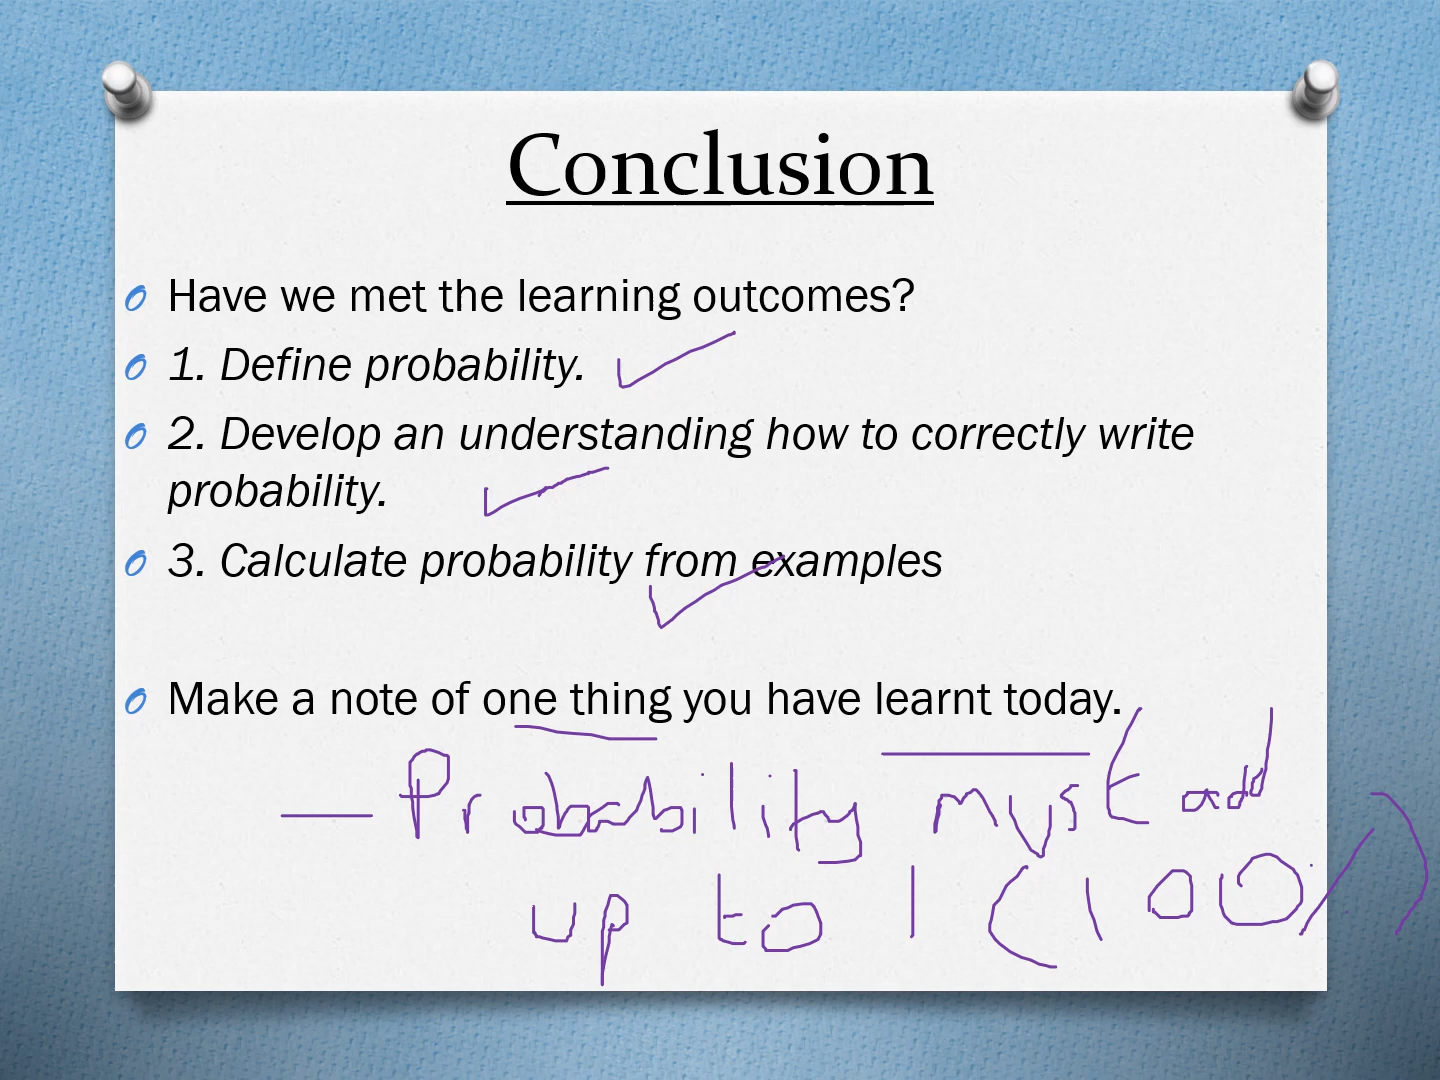 Conclusion
Have we met the learning outcomes?
1. Define probability.
2. Develop an understanding how to correctly write
probability.
3. Calculate probability from examples
Make a note of one thing you have learnt today.
— Probability must add
up to 1 (100%)